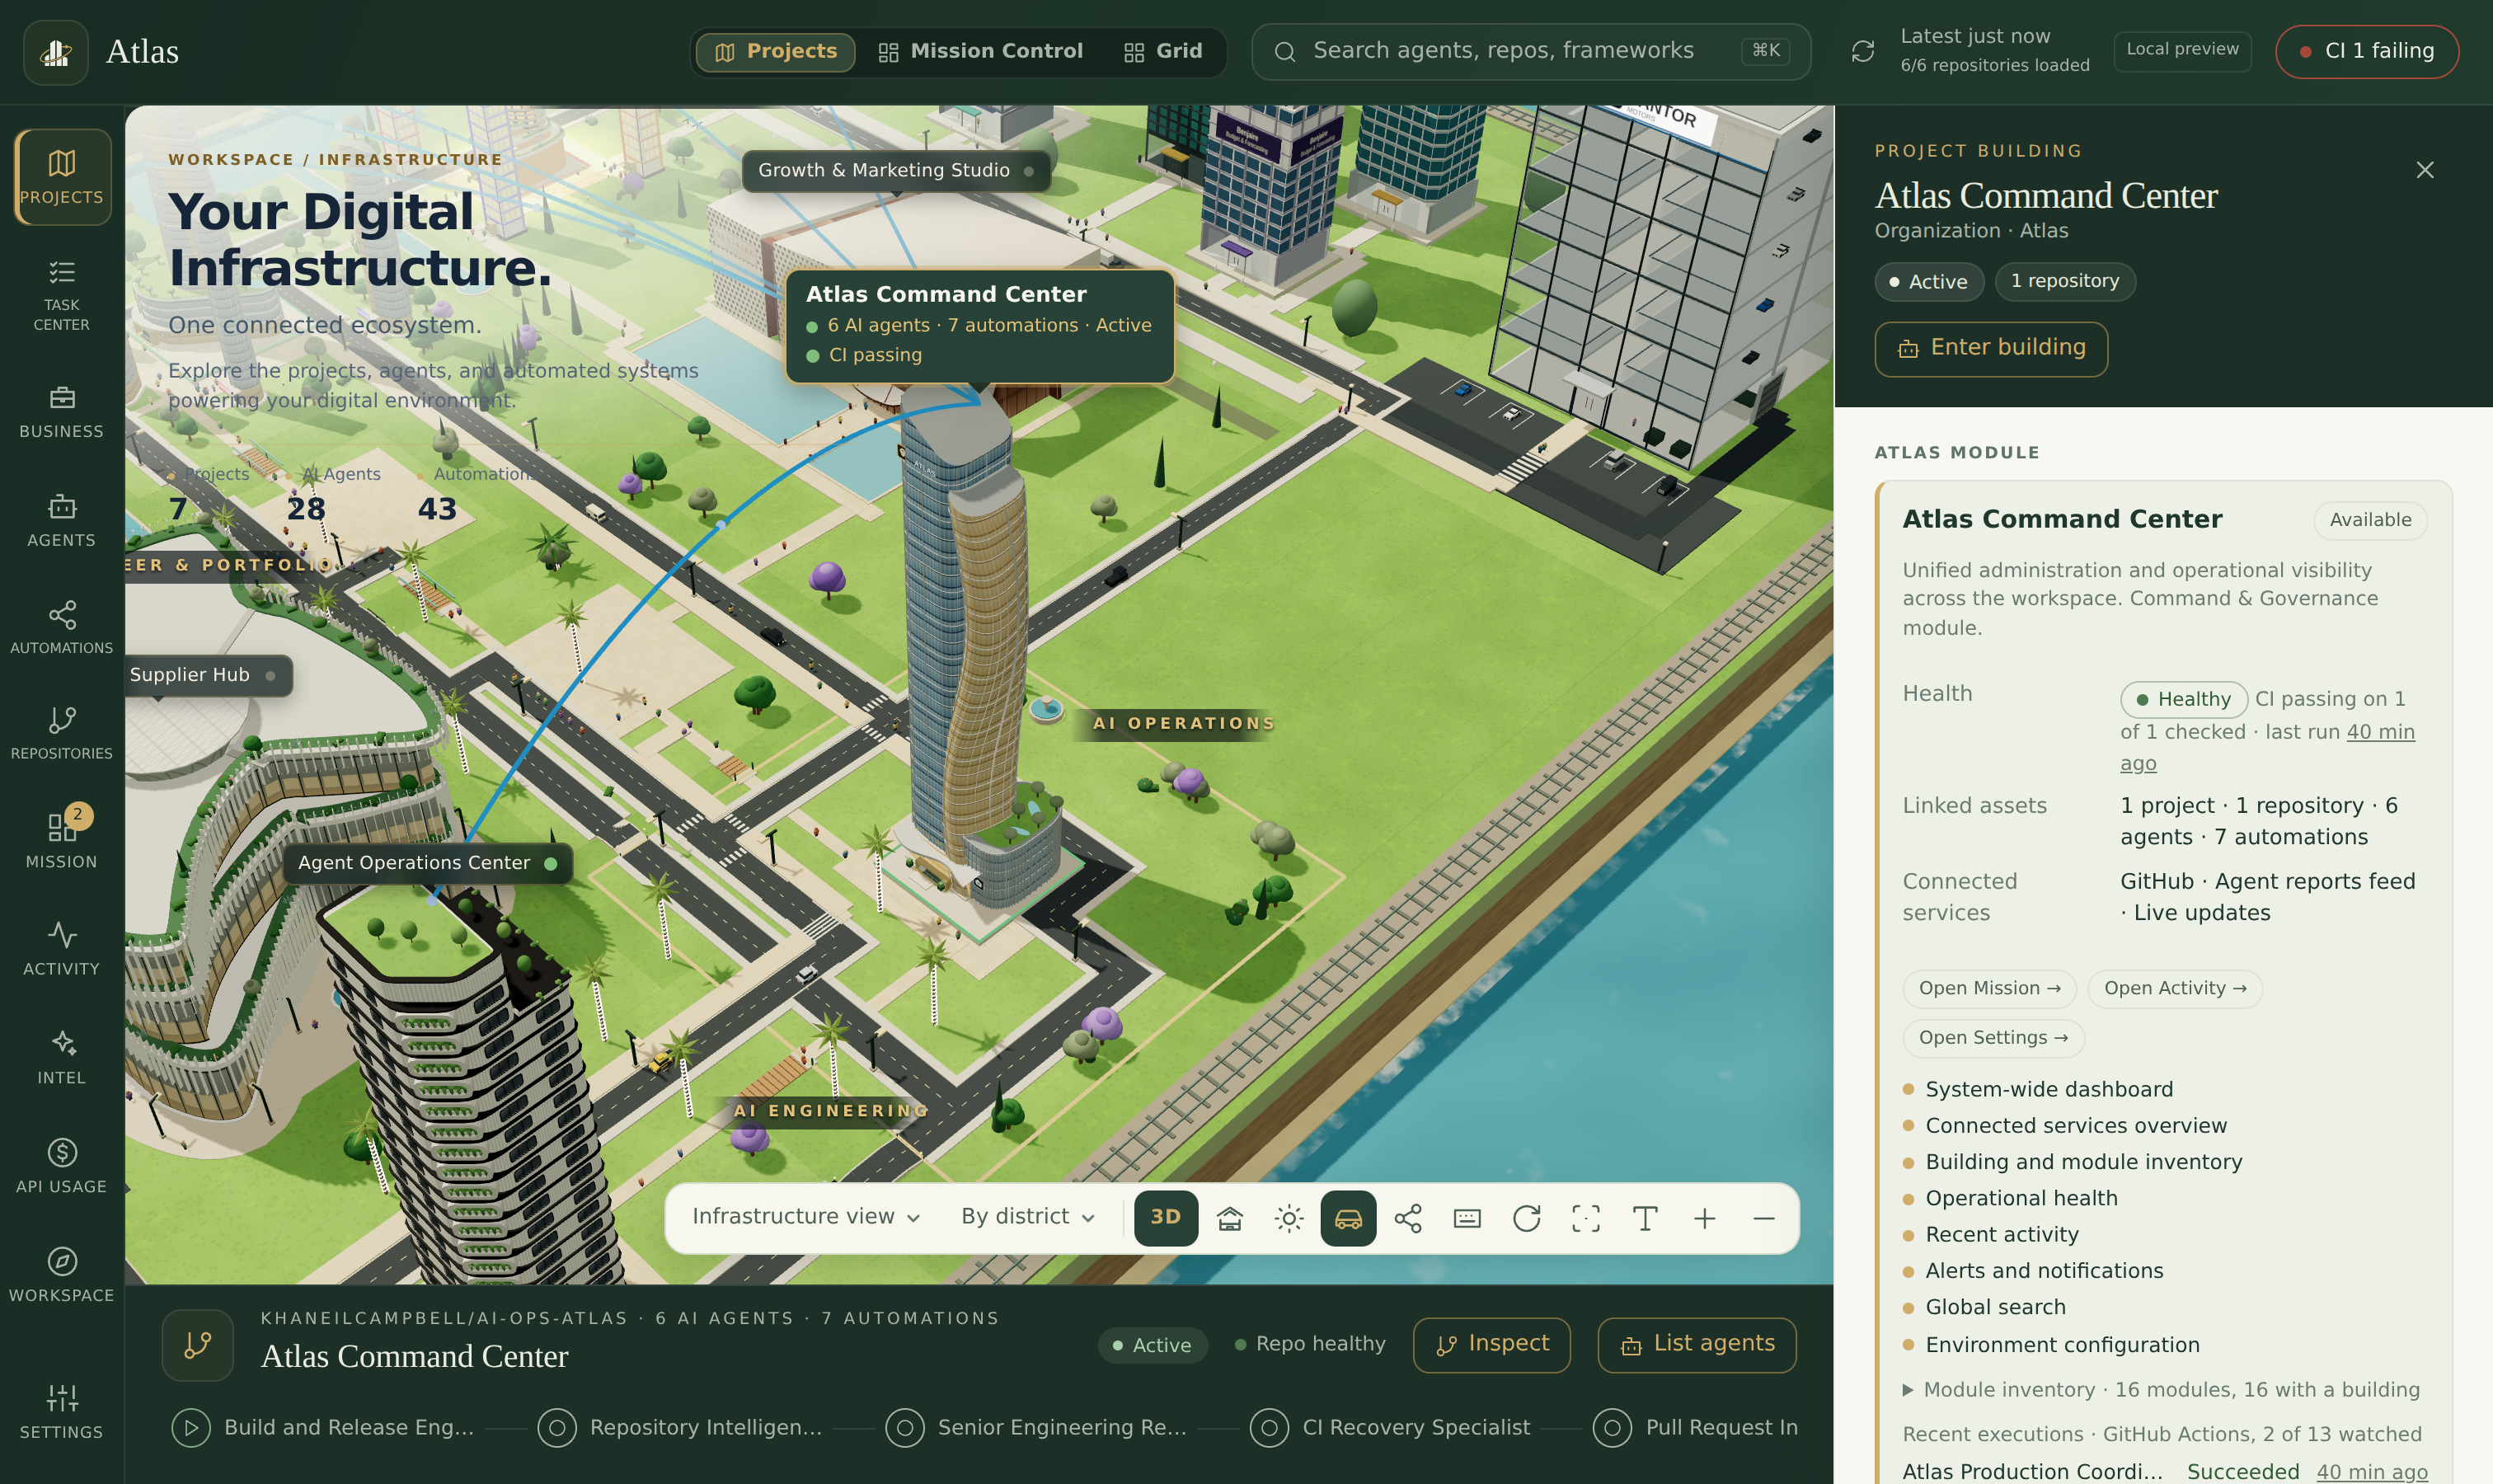 Atlas
Projects
Mission Control
Grid
Search agents, repos, frameworks
⌘K
Latest just now
6/6 repositories loaded
Local preview
CI 1 failing
PROJECTS
TASK
CENTER
BUSINESS
AGENTS
AUTOMATIONS
REPOSITORIES
2
MISSION
ACTIVITY
INTEL
API USAGE
WORKSPACE
SETTINGS
WORKSPACE / INFRASTRUCTURE
Your Digital
Infrastructure.
One connected ecosystem.
Explore the projects, agents, and automated systems
powering your digital environment.
Projects
AI Agents
Automations
7
28
43
Growth & Marketing Studio
Benjaire
Budget & Forecasting
ANTOR
MOTORS
Atlas Command Center
6 AI agents · 7 automations · Active
CI passing
ATLAS
EER & PORTFOLIO
Supplier Hub
AI OPERATIONS
Agent Operations Center
AI ENGINEERING
Infrastructure view
By district
3D
KHANEILCAMPBELL/AI-OPS-ATLAS · 6 AI AGENTS · 7 AUTOMATIONS
Atlas Command Center
Active
Repo healthy
Inspect
List agents
Build and Release Eng...
Repository Intelligen...
Senior Engineering Re...
CI Recovery Specialist
Pull Request In
PROJECT BUILDING
Atlas Command Center
Organization · Atlas
Active
1 repository
Enter building
ATLAS MODULE
Atlas Command Center
Available
Unified administration and operational visibility
across the workspace. Command & Governance
module.
Health
Healthy CI passing on 1
of 1 checked · last run 40 min
ago
Linked assets
1 project · 1 repository · 6
agents · 7 automations
Connected
services
GitHub · Agent reports feed
· Live updates
Open Mission →
Open Activity →
Open Settings →
System-wide dashboard
Connected services overview
Building and module inventory
Operational health
Recent activity
Alerts and notifications
Global search
Environment configuration
Module inventory · 16 modules, 16 with a building
Recent executions · GitHub Actions, 2 of 13 watched
Atlas Production Coordi... Succeeded 40 min ago